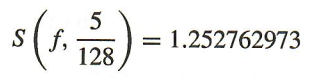 S(f, 5/128) = 1.252762973